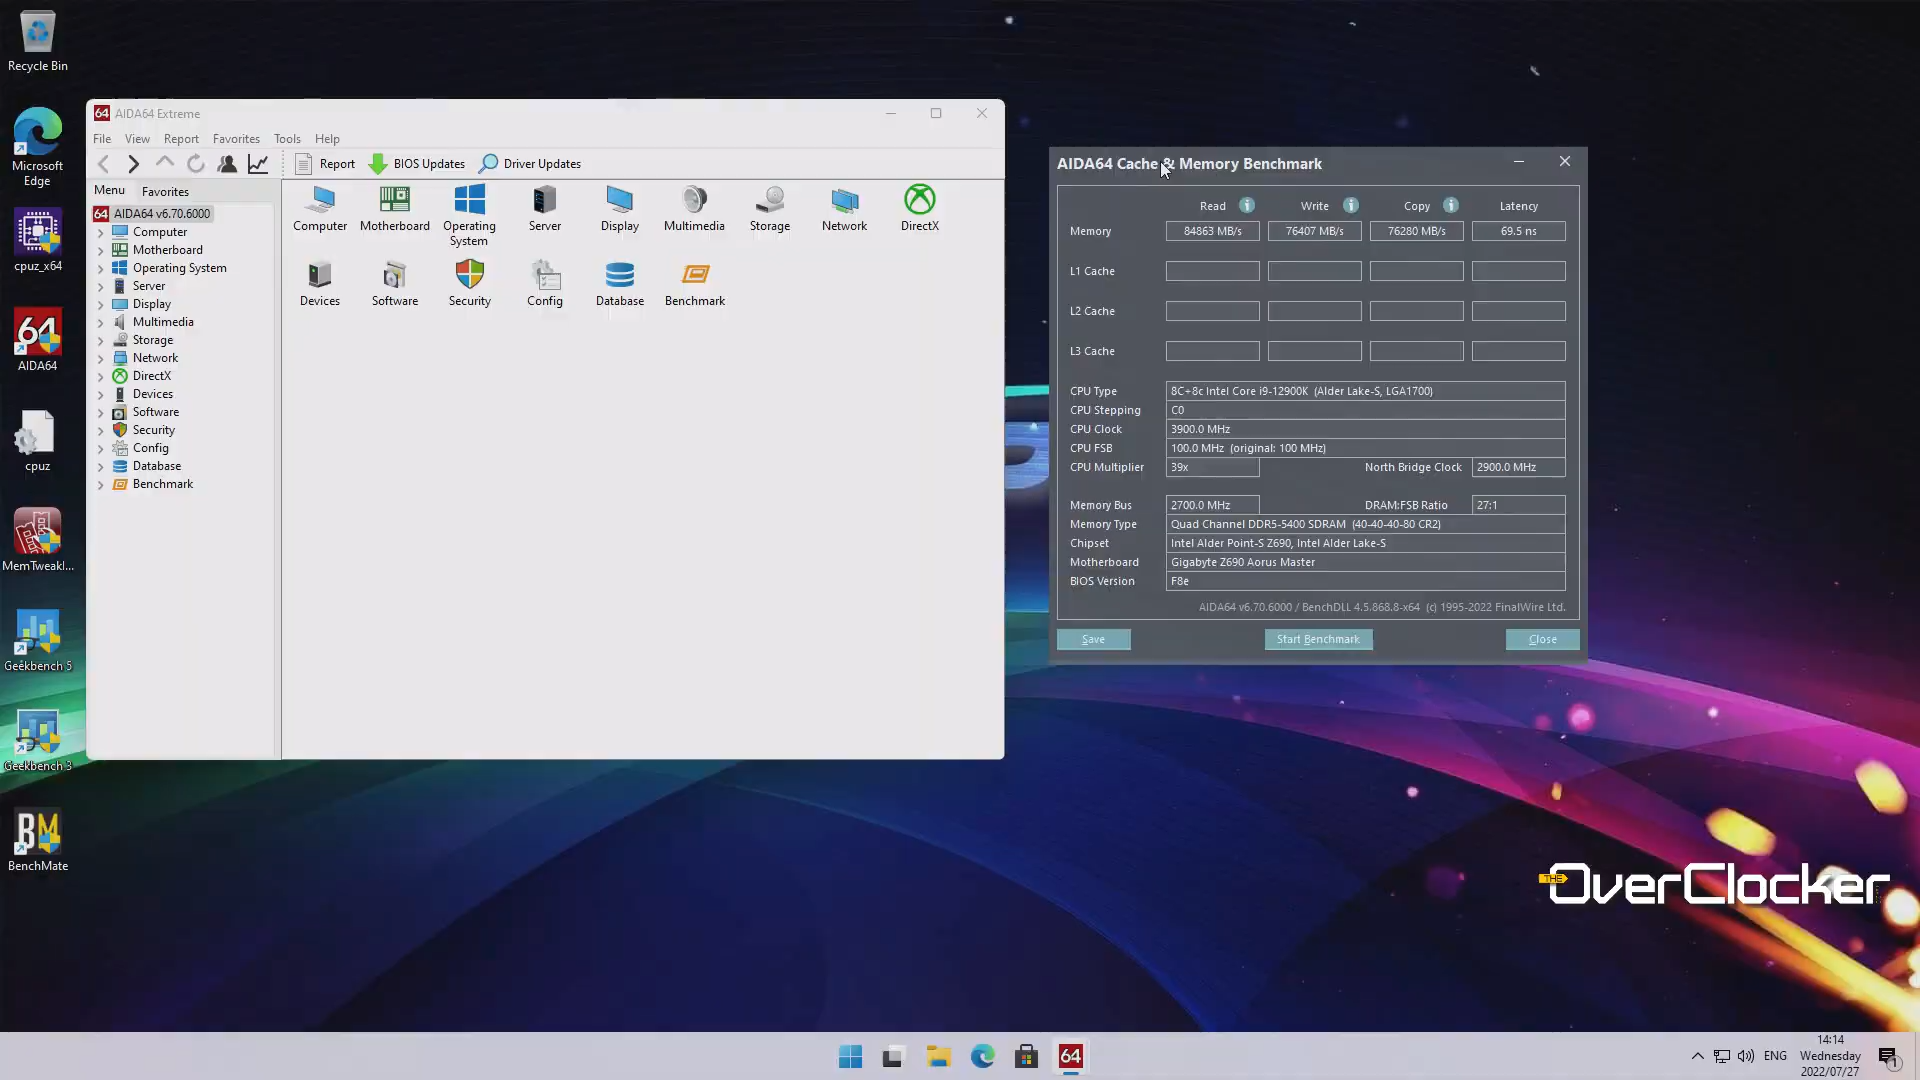 Recycle Bin
Microsoft
Edge
cpuz_x64
AIDA64
cpuz
MemTweakI...
Geekbench 5
Geekbench 3
BM
BenchMate
64 AIDA64 Extreme
File View Report Favorites Tools Help
Report BIOS Updates Driver Updates
Menu Favorites
64 AIDA64 v6.70.6000
Computer
Motherboard
Operating System
Server
Display
Multimedia
Storage
Network
DirectX
Devices
Software
Security
Config
Database
Benchmark
Computer Motherboard Operating System Server Display Multimedia Storage Network DirectX
Devices Software Security Config Database Benchmark
AIDA64 Cache & Memory Benchmark
Read Write Copy Latency
Memory 84863 MB/s 76407 MB/s 76280 MB/s 69.5 ns
L1 Cache
L2 Cache
L3 Cache
CPU Type 8C+8c Intel Core i9-12900K (Alder Lake-S, LGA1700)
CPU Stepping C0
CPU Clock 3900.0 MHz
CPU FSB 100.0 MHz (original: 100 MHz)
CPU Multiplier 39x North Bridge Clock 2900.0 MHz
Memory Bus 2700.0 MHz DRAM:FSB Ratio 27:1
Memory Type Quad Channel DDR5-5400 SDRAM (40-40-40-80 CR2)
Chipset Intel Alder Point-S Z690, Intel Alder Lake-S
Motherboard Gigabyte Z690 Aorus Master
BIOS Version F8e
AIDA64 v6.70.6000 / BenchDLL 4.5.868.8-x64 (c) 1995-2022 FinalWire Ltd.
Save Start Benchmark Close
THE OverClocker
64
ENG
14:14
Wednesday
2022/07/27
1